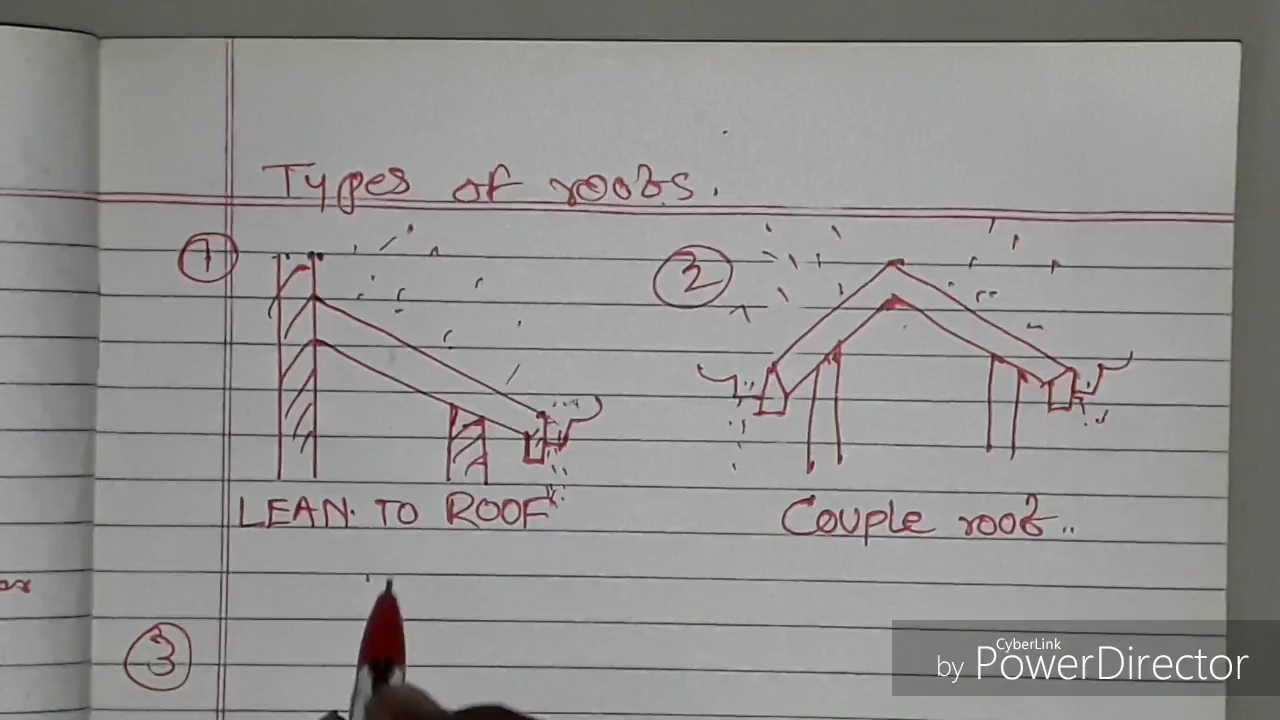 Types of roofs.
1
2
LEAN TO ROOF
Couple roof..
3
CyberLink
by PowerDirector